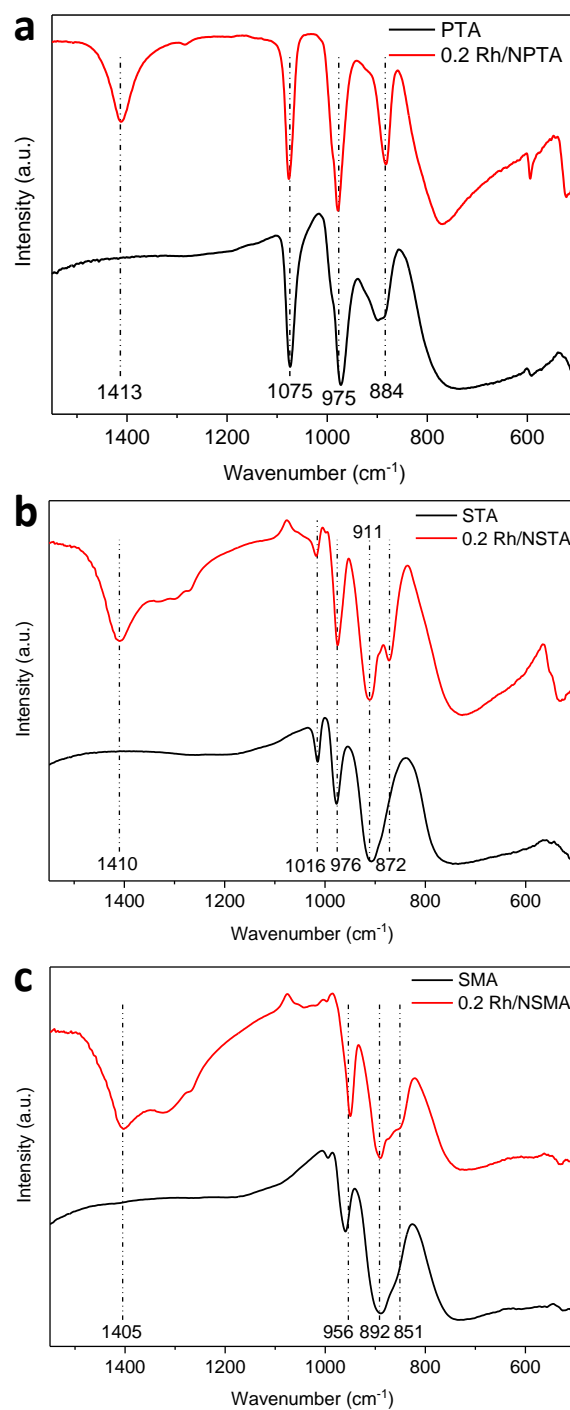 a
PTA
0.2 Rh/NPTA
Intensity (a.u.)
1413
1075
975
884
1400 1200 1000 800 600
Wavenumber (cm⁻¹)
b
911
STA
0.2 Rh/NSTA
Intensity (a.u.)
1410
1016 976 872
1400 1200 1000 800 600
Wavenumber (cm⁻¹)
c
SMA
0.2 Rh/NSMA
Intensity (a.u.)
1405
956 892 851
1400 1200 1000 800 600
Wavenumber (cm⁻¹)